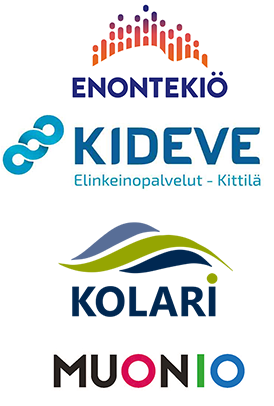 ENONTEKIÖ
KIDEVE
Elinkeinopalvelut - Kittilä
KOLARI
MUONIO